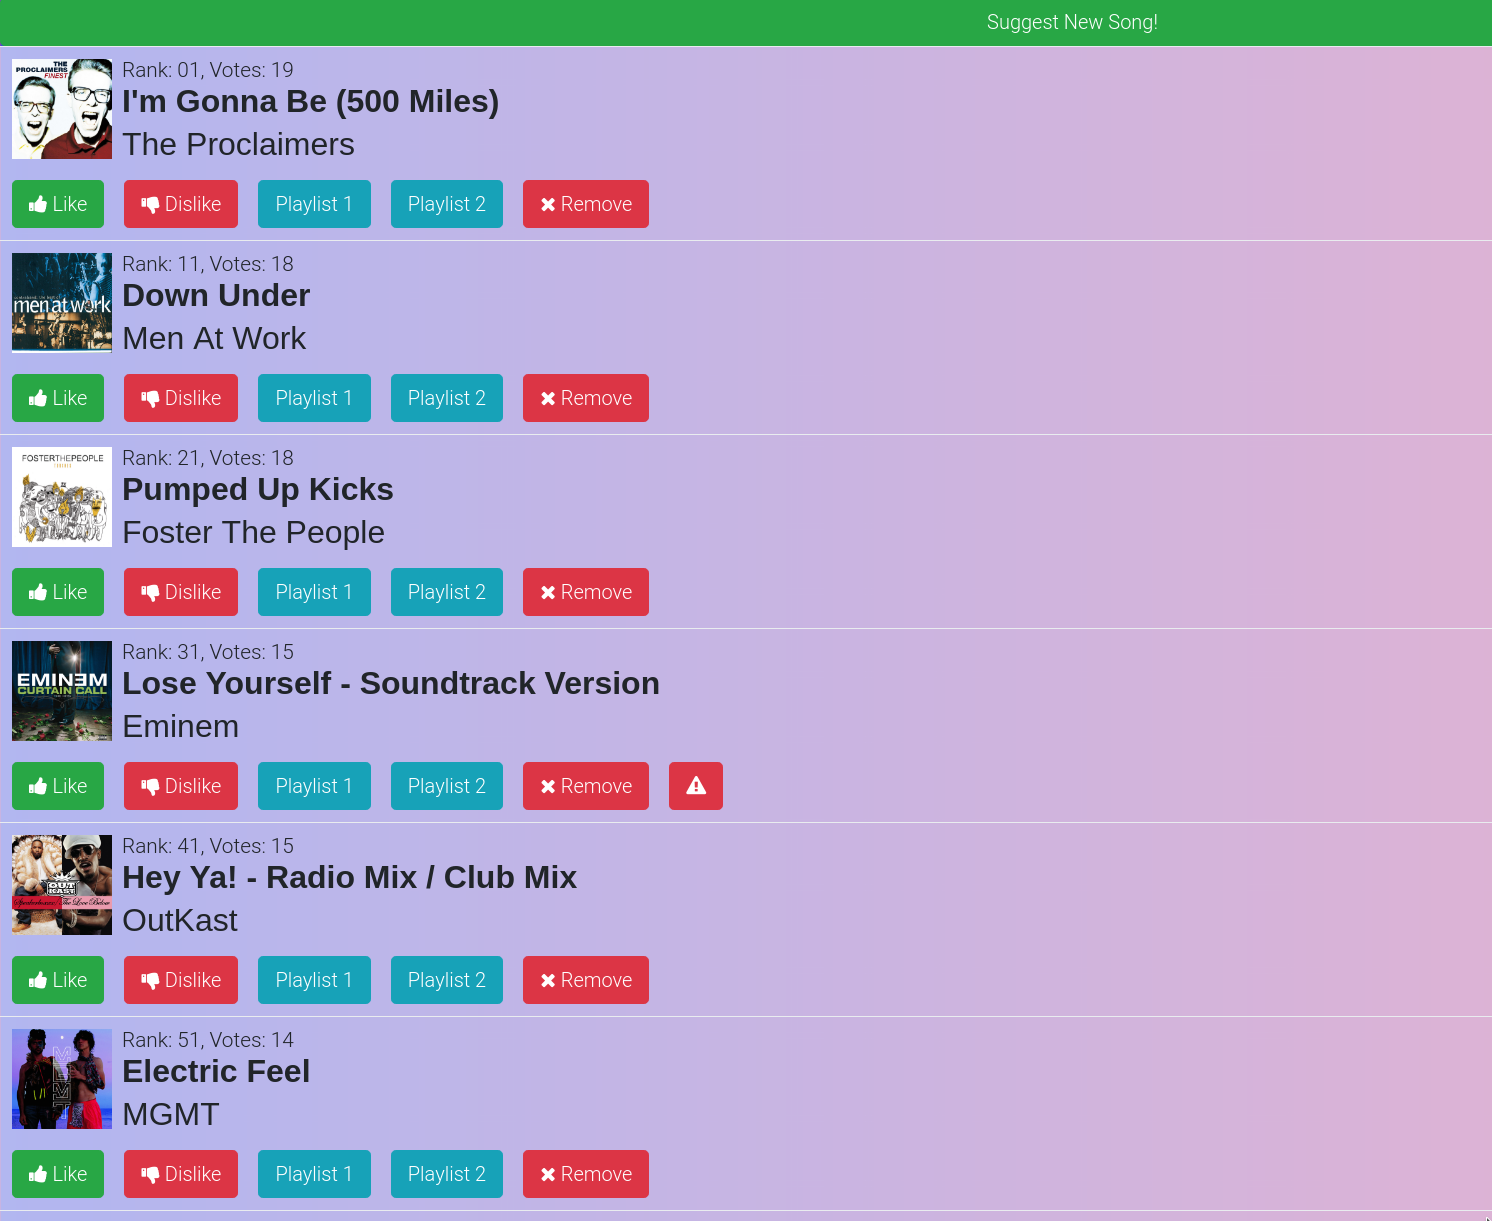 Suggest New Song!
THE
PROCLAIMERS
FINEST
Rank: 01, Votes: 19
I'm Gonna Be (500 Miles)
The Proclaimers
Like
Dislike
Playlist 1
Playlist 2
Remove
men at work
Rank: 11, Votes: 18
Down Under
Men At Work
Like
Dislike
Playlist 1
Playlist 2
Remove
FOSTERTHEPEOPLE
TORCHES
Rank: 21, Votes: 18
Pumped Up Kicks
Foster The People
Like
Dislike
Playlist 1
Playlist 2
Remove
EMINƎM
CURTAIN CALL
Rank: 31, Votes: 15
Lose Yourself - Soundtrack Version
Eminem
Like
Dislike
Playlist 1
Playlist 2
Remove
OUTKAST
Speakerboxxx
The Love Below
Rank: 41, Votes: 15
Hey Ya! - Radio Mix / Club Mix
OutKast
Like
Dislike
Playlist 1
Playlist 2
Remove
MGMT
Rank: 51, Votes: 14
Electric Feel
MGMT
Like
Dislike
Playlist 1
Playlist 2
Remove